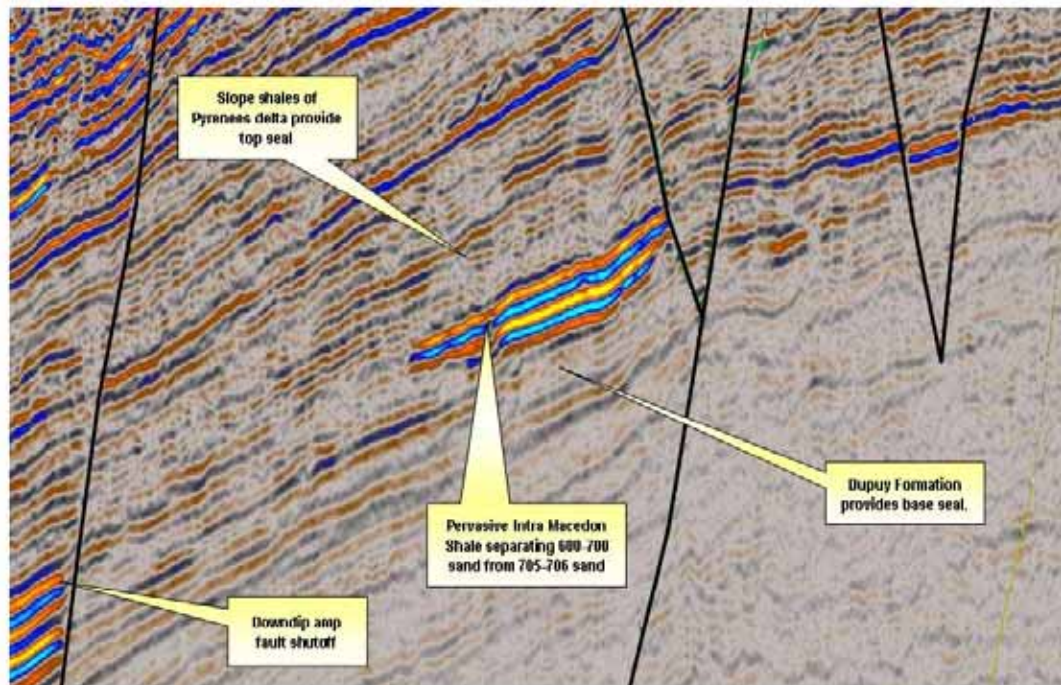 Slope shales of
Pyrenees delta provide
top seal
Pervasive Intra Macedon
Shale separating 600-700
sand from 705-706 sand
Dupuy Formation
provides base seal.
Downdip amp
fault shutoff